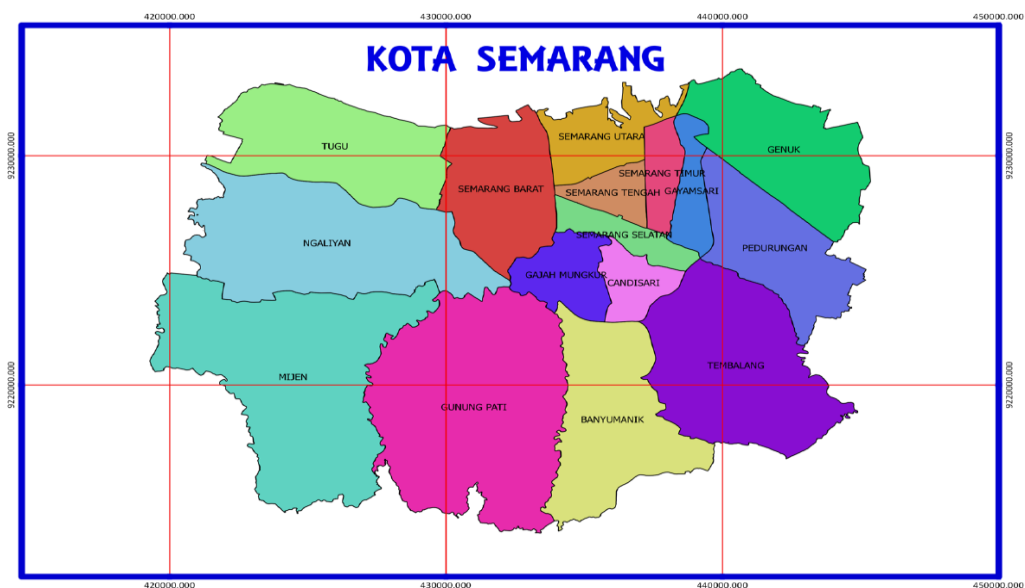 420000.000
430000.000
440000.000
450000.000
KOTA SEMARANG
9230000.000
9230000.000
TUGU
SEMARANG UTARA
GENUK
SEMARANG BARAT
SEMARANG TIMUR
SEMARANG TENGAH
GAYAMSARI
NGALIYAN
SEMARANG SELATAN
PEDURUNGAN
GAJAH MUNGKUR
CANDISARI
MIJEN
TEMBALANG
9220000.000
9220000.000
GUNUNG PATI
BANYUMANIK
420000.000
430000.000
440000.000
450000.000